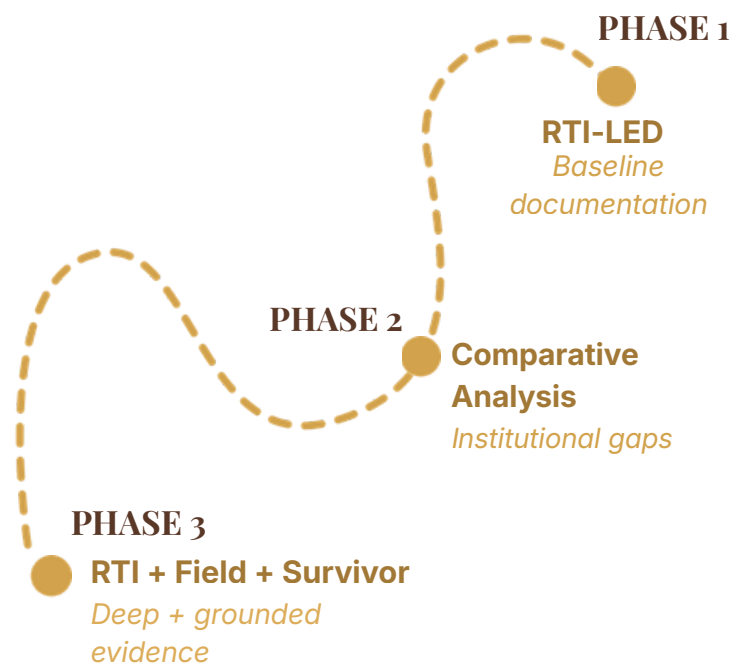 PHASE 1
RTI-LED
Baseline
documentation
PHASE 2
Comparative
Analysis
Institutional gaps
PHASE 3
RTI + Field + Survivor
Deep + grounded
evidence